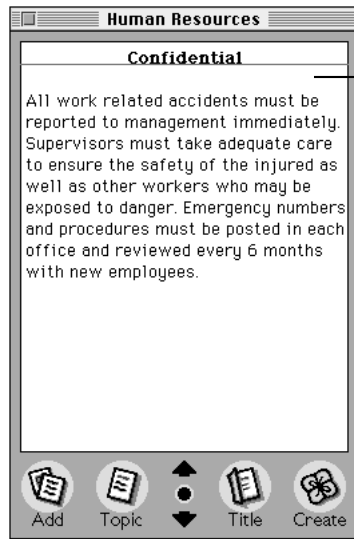 Human Resources
Confidential
All work related accidents must be
reported to management immediately.
Supervisors must take adequate care
to ensure the safety of the injured as
well as other workers who may be
exposed to danger. Emergency numbers
and procedures must be posted in each
office and reviewed every 6 months
with new employees.
Add Topic Title Create